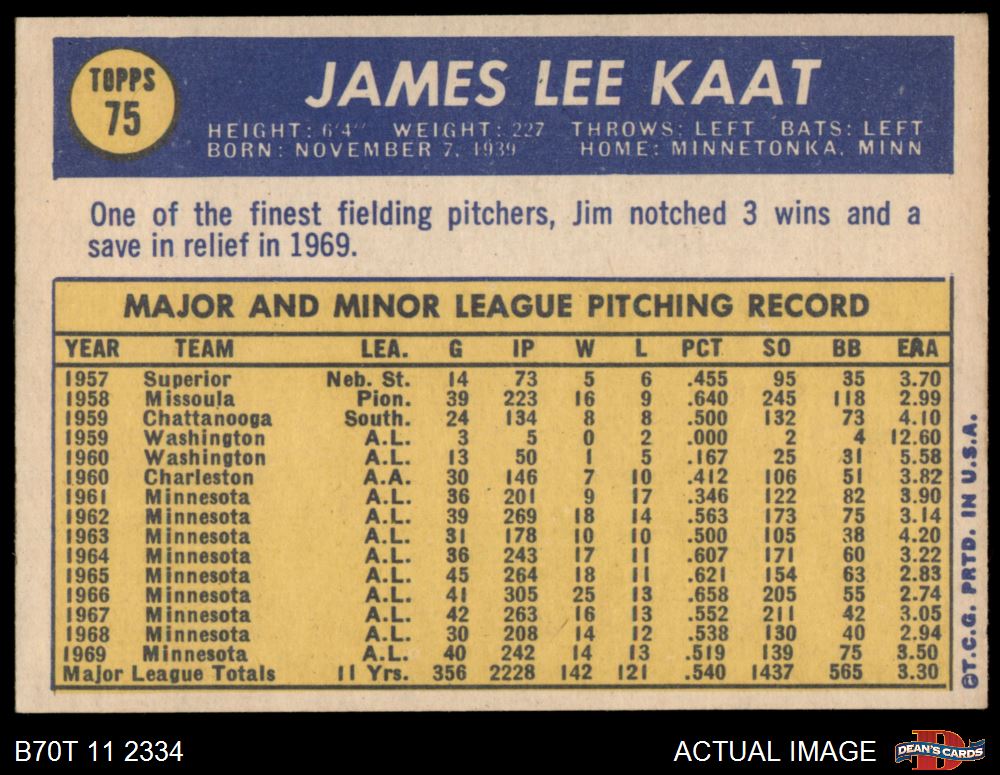 TOPPS
75
JAMES LEE KAAT
HEIGHT: 6'4" WEIGHT: 227 THROWS: LEFT BATS: LEFT
BORN: NOVEMBER 7, 1939 HOME: MINNETONKA, MINN
One of the finest fielding pitchers, Jim notched 3 wins and a
save in relief in 1969.
MAJOR AND MINOR LEAGUE PITCHING RECORD
YEAR TEAM LEA. G IP W L PCT SO BB ERA
1957 Superior Neb. St. 14 73 5 6 .455 95 35 3.70
1958 Missoula Pion. 39 223 16 9 .640 245 118 2.99
1959 Chattanooga South. 24 134 8 8 .500 132 73 4.10
1959 Washington A.L. 3 5 0 2 .000 2 4 12.60
1960 Washington A.L. 13 50 1 5 .167 25 31 5.58
1960 Charleston A.A. 30 146 7 10 .412 106 51 3.82
1961 Minnesota A.L. 36 201 9 17 .346 122 82 3.90
1962 Minnesota A.L. 39 269 18 14 .563 173 75 3.14
1963 Minnesota A.L. 31 178 10 10 .500 105 38 4.20
1964 Minnesota A.L. 36 243 17 11 .607 171 60 3.22
1965 Minnesota A.L. 45 264 18 11 .621 154 63 2.83
1966 Minnesota A.L. 41 305 25 13 .658 205 55 2.74
1967 Minnesota A.L. 42 263 16 13 .552 211 42 3.05
1968 Minnesota A.L. 30 208 14 12 .538 130 40 2.94
1969 Minnesota A.L. 40 242 14 13 .519 139 75 3.50
Major League Totals 11 Yrs. 356 2228 142 121 .540 1437 565 3.30
©T.C.G. PRTD. IN U.S.A.
B70T 11 2334
ACTUAL IMAGE
DEAN'S CARDS